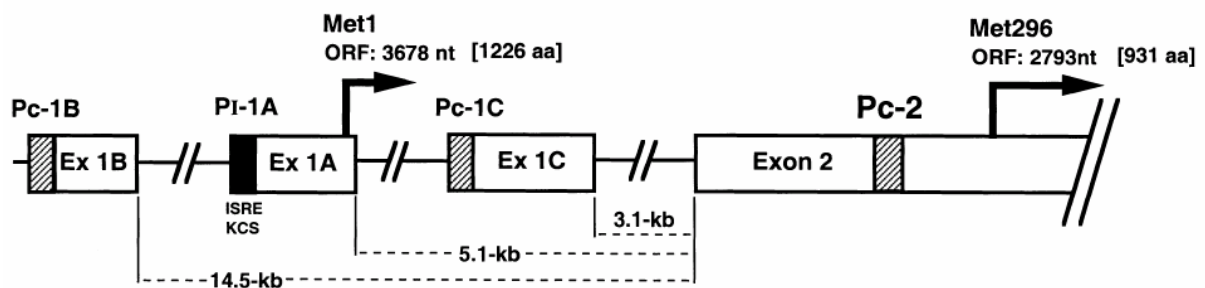 Met1
ORF: 3678 nt [1226 aa]
Met296
ORF: 2793nt [931 aa]
Pc-1B
PI-1A
Pc-1C
Pc-2
Ex 1B
Ex 1A
Ex 1C
Exon 2
ISRE
KCS
3.1-kb
5.1-kb
14.5-kb